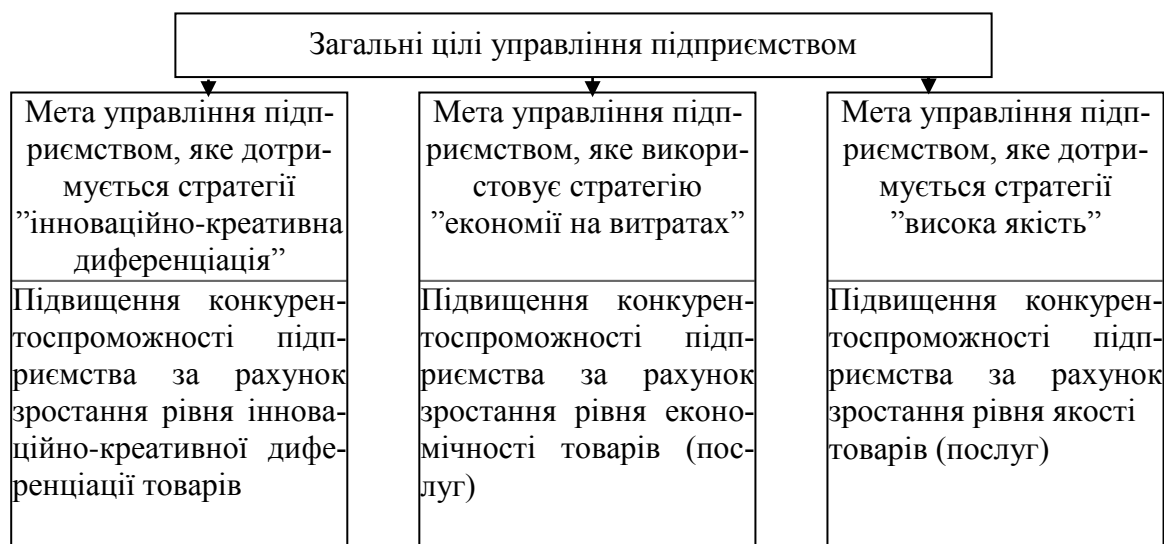 Загальні цілі управління підприємством
Мета управління підп-
риємством, яке дотри-
мується стратегії
”інноваційно-креативна
диференціація”
Підвищення конкурен-
тоспроможності підп-
риємства за рахунок
зростання рівня іннова-
ційно-креативної дифе-
ренціації товарів
Мета управління підп-
риємством, яке викори-
стовує стратегію
”економії на витратах”
Підвищення конкурен-
тоспроможності підп-
риємства за рахунок
зростання рівня еконо-
мічності товарів (пос-
луг)
Мета управління підп-
риємством, яке дотри-
мується стратегії
”висока якість”
Підвищення конкурен-
тоспроможності підп-
риємства за рахунок
зростання рівня якості
товарів (послуг)